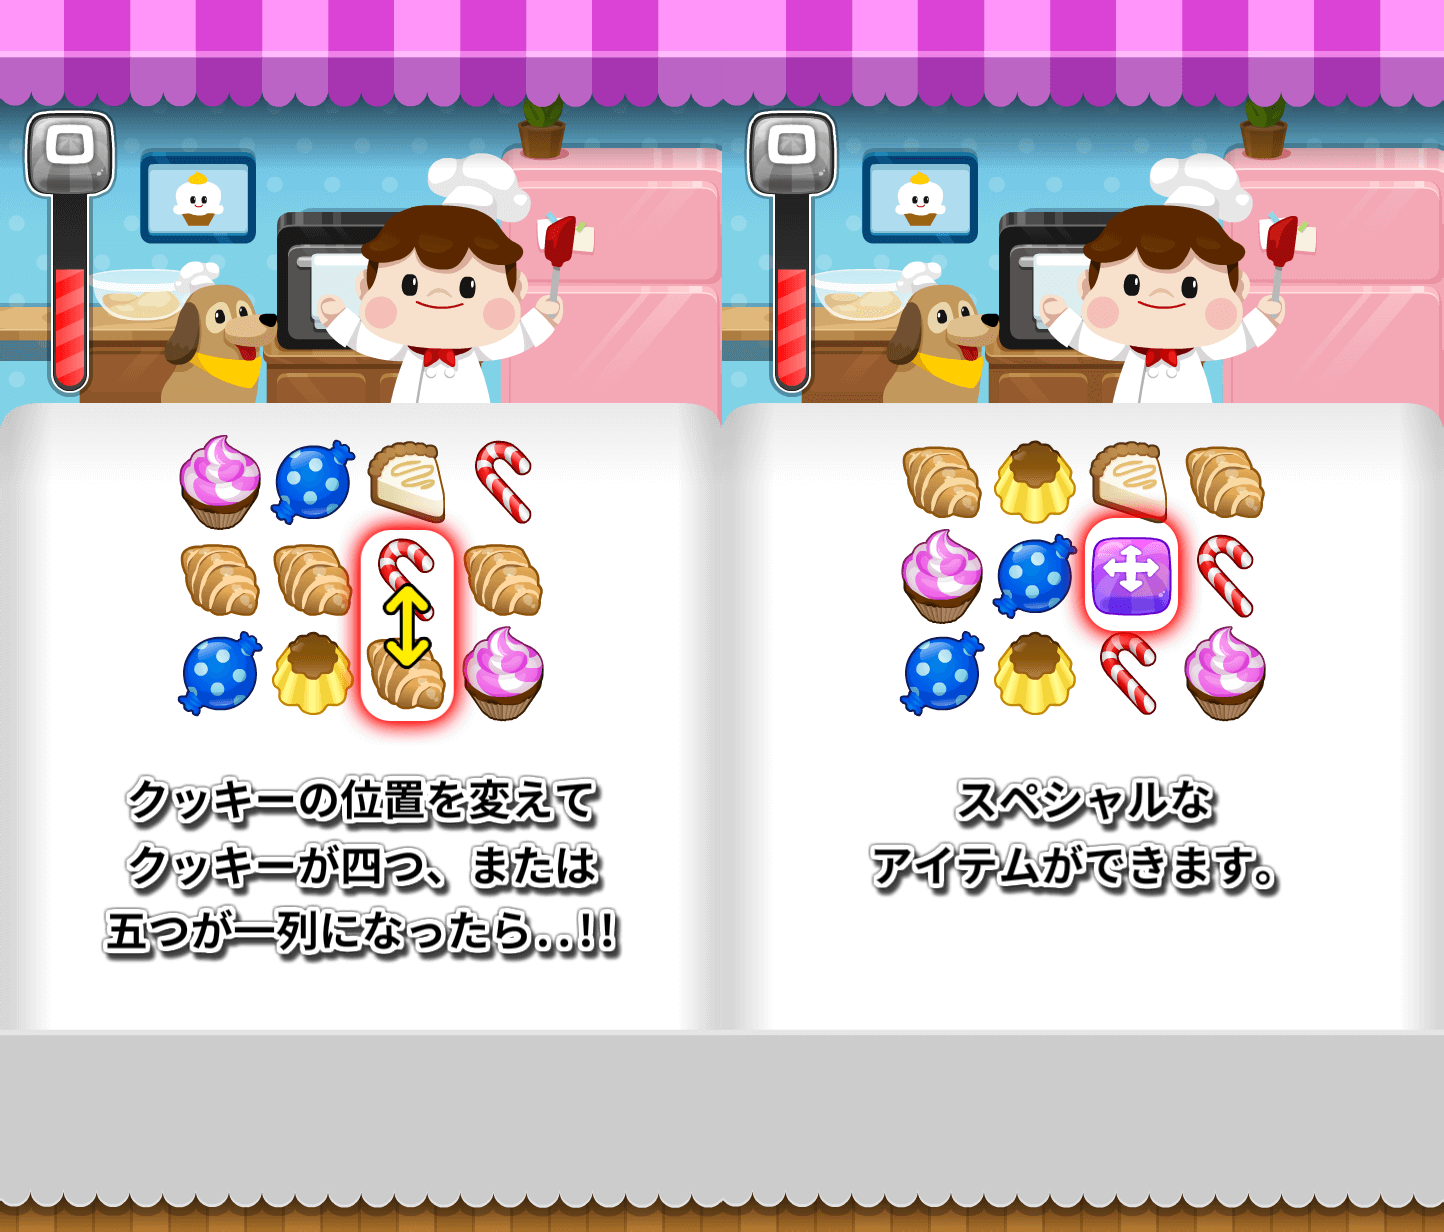 クッキーの位置を変えて
クッキーが四つ、または
五つが一列になったら..!!
スペシャルな
アイテムができます。